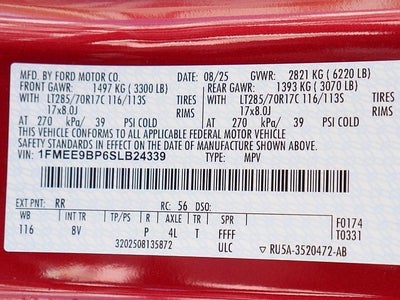 MFD. BY FORD MOTOR CO. 08/25 GVWR: 2821 KG ( 6220 LB)
FRONT GAWR: 1497 KG ( 3300 LB) REAR GAWR: 1393 KG ( 3070 LB)
WITH LT285/70R17C 116/113S TIRES WITH LT285/70R17C 116/113S TIRES
17x8.0J RIMS 17x8.0J RIMS
AT 270 kPa/ 39 PSI COLD AT 270 kPa/ 39 PSI COLD
THIS VEHICLE CONFORMS TO ALL APPLICABLE FEDERAL MOTOR VEHICLE
SAFETY STANDARDS IN EFFECT ON THE DATE OF MANUFACTURE SHOWN ABOVE.
VIN: 1FMEE9BP6SLB24339 TYPE: MPV
EXT PNT: RR RC: 56 DSO:
WB INT TR TP/PS R AXLE TR SPR F0174
116 8V P 4L T FFF T0331
3202508135872 ULC ▽ RU5A-3520472-AB